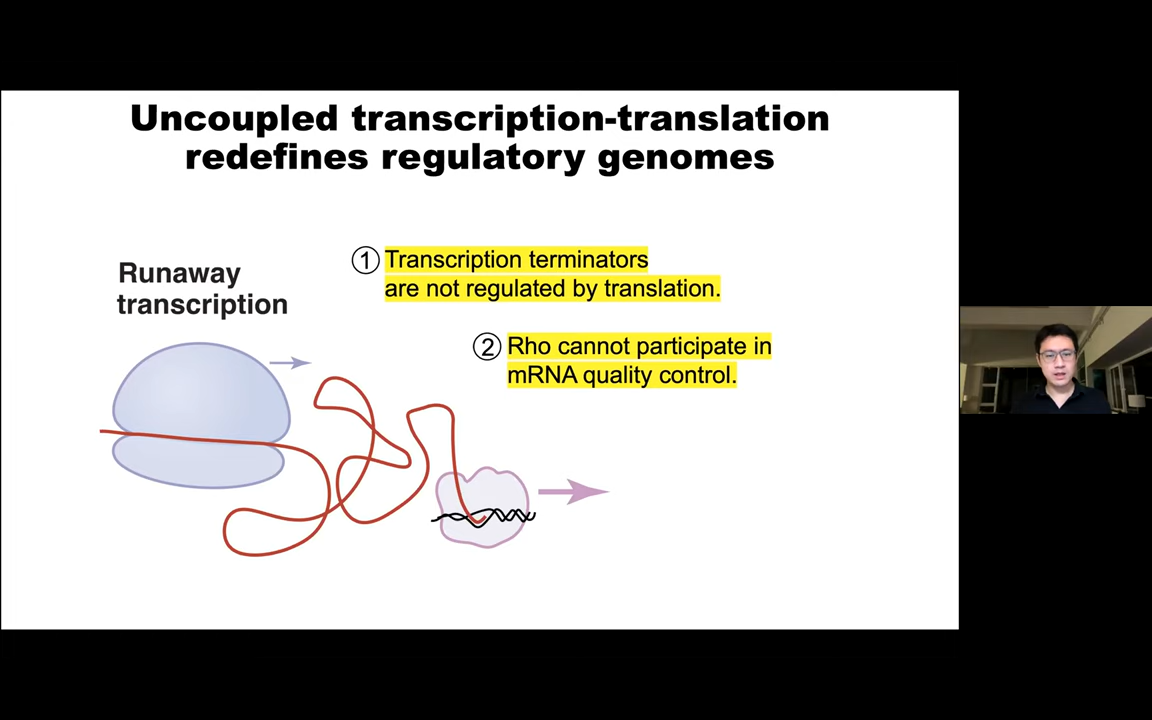 Uncoupled transcription-translation
redefines regulatory genomes
Runaway
transcription
① Transcription terminators
are not regulated by translation.
② Rho cannot participate in
mRNA quality control.